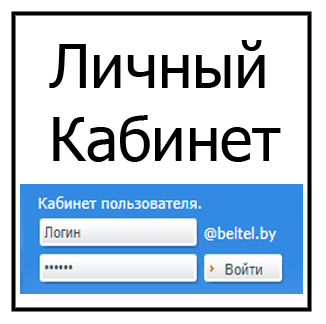 Личный
Кабинет
Кабинет пользователя.
Логин
@beltel.by
••••••
Войти